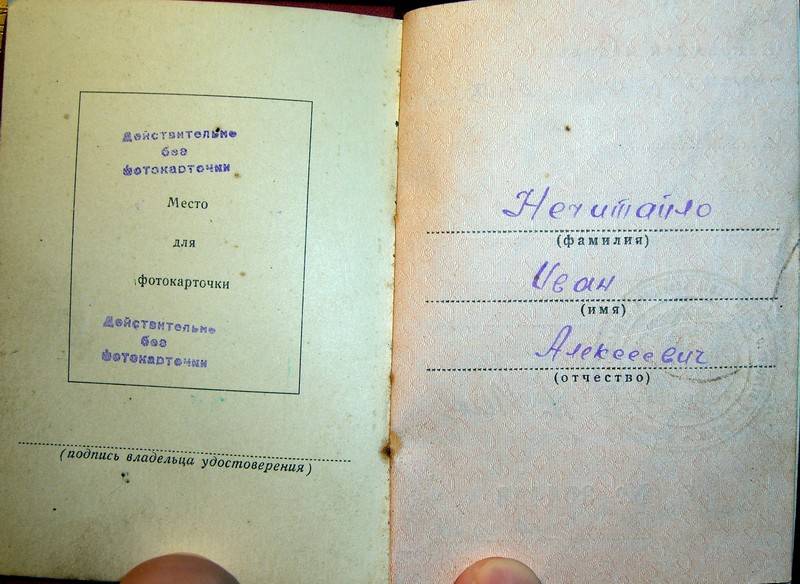 Действительно
без
фотокарточки
Место
для
фотокарточки
Действительно
без
фотокарточки
(подпись владельца удостоверения)
Нечитайло
(фамилия)
Иван
(имя)
Алексеевич
(отчество)